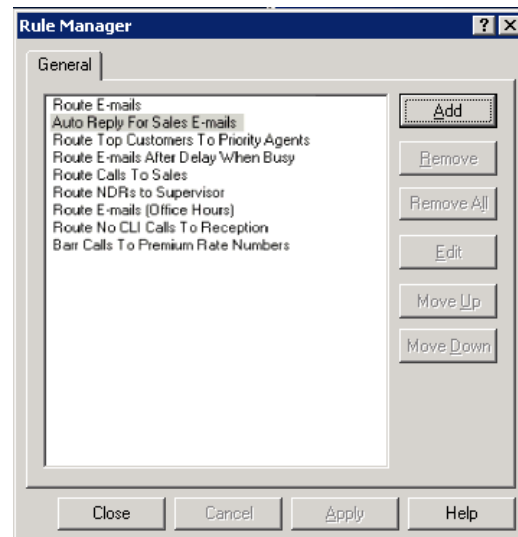 Rule Manager
General
Route E-mails
Auto Reply For Sales E-mails
Route Top Customers To Priority Agents
Route E-mails After Delay When Busy
Route Calls To Sales
Route NDRs to Supervisor
Route E-mails (Office Hours)
Route No CLI Calls To Reception
Barr Calls To Premium Rate Numbers
Add
Remove
Remove All
Edit
Move Up
Move Down
Close
Cancel
Apply
Help